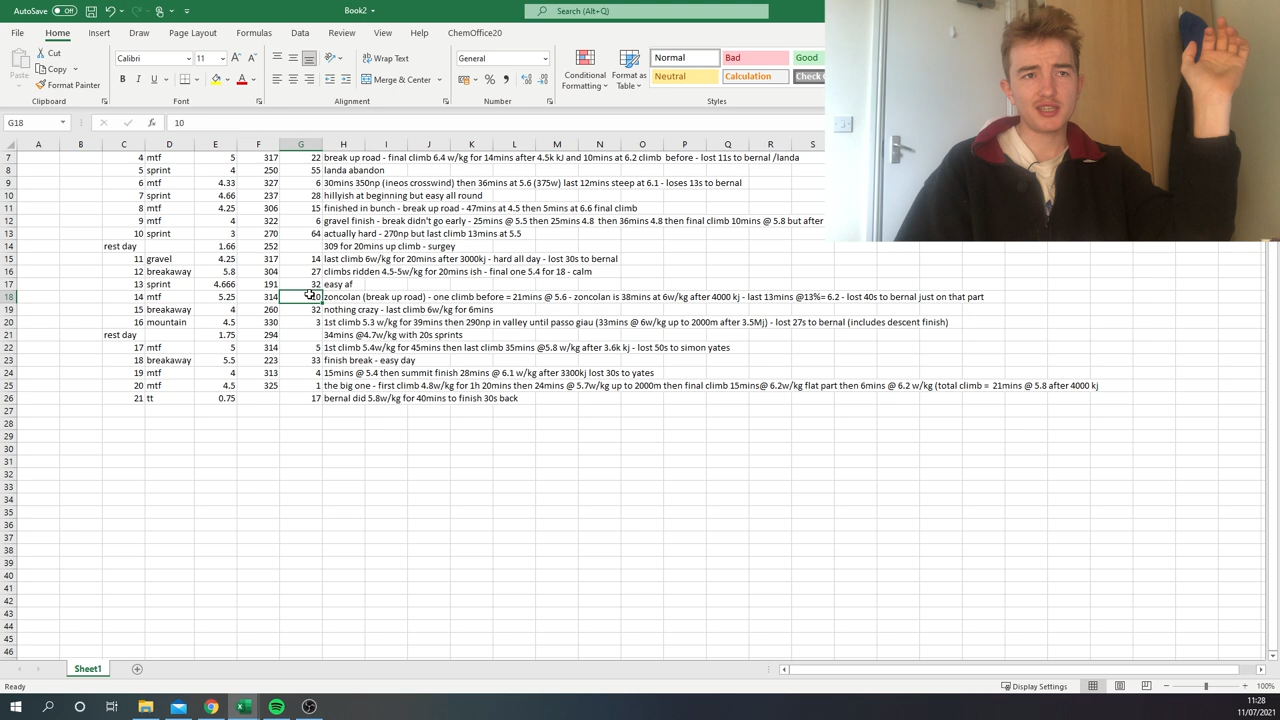 AutoSave Off Book2 Search (Alt+Q)
File Home Insert Draw Page Layout Formulas Data Review View Help ChemOffice20
Paste Cut Copy Format Painter Clipboard
Calibri 11 B I U Font
Wrap Text Merge & Center Alignment
General Number
Conditional Formatting Format as Table Normal Bad Good Neutral Calculation Check Styles
G18 10
A B C D E F G H I J K L M N O P Q R S T U V
7 4 mtf 5 317 22 break up road - final climb 6.4 w/kg for 14mins after 4.5k kJ and 10mins at 6.2 climb before - lost 11s to bernal /landa
8 5 sprint 4 250 55 landa abandon
9 6 mtf 4.33 327 6 30mins 350np (ineos crosswind) then 36mins at 5.6 (375w) last 12mins steep at 6.1 - loses 13s to bernal
10 7 sprint 4.66 237 28 hillyish at beginning but easy all round
11 8 mtf 4.25 306 15 finished in bunch - break up road - 47mins at 4.5 then 5mins at 6.6 final climb
12 9 mtf 4 322 6 gravel finish - break didn't go early - 25mins @ 5.5 then 25mins 4.8 then 36mins 4.8 then final climb 10mins @ 5.8 but after
13 10 sprint 3 270 64 actually hard - 270np but last climb 13mins at 5.5
14 rest day 1.66 252 309 for 20mins up climb - surgey
15 11 gravel 4.25 317 14 last climb 6w/kg for 20mins after 3000kj - hard all day - lost 30s to bernal
16 12 breakaway 5.8 304 27 climbs ridden 4.5-5w/kg for 20mins ish - final one 5.4 for 18 - calm
17 13 sprint 4.666 191 32 easy af
18 14 mtf 5.25 314 10 zoncolan (break up road) - one climb before = 21mins @ 5.6 - zoncolan is 38mins at 6w/kg after 4000 kj - last 13mins @13%= 6.2 - lost 40s to bernal just on that part
19 15 breakaway 4 260 32 nothing crazy - last climb 6w/kg for 6mins
20 16 mountain 4.5 330 3 1st climb 5.3 w/kg for 39mins then 290np in valley until passo giau (33mins @ 6w/kg up to 2000m after 3.5Mj) - lost 27s to bernal (includes descent finish)
21 rest day 1.75 294 34mins @4.7w/kg with 20s sprints
22 17 mtf 5 314 5 1st climb 5.4w/kg for 45mins then last climb 35mins @5.8 w/kg after 3.6k kj - lost 50s to simon yates
23 18 breakaway 5.5 223 33 finish break - easy day
24 19 mtf 4 313 4 15mins @ 5.4 then summit finish 28mins @ 6.1 w/kg after 3300kj lost 30s to yates
25 20 mtf 4.5 325 1 the big one - first climb 4.8w/kg for 1h 20mins then 24mins @ 5.7w/kg up to 2000m then final climb 15mins@ 6.2w/kg flat part then 6mins @ 6.2 w/kg (total climb = 21mins @ 5.8 after 4000 kj
26 21 tt 0.75 17 bernal did 5.8w/kg for 40mins to finish 30s back
27
28
29
30
31
32
33
34
35
36
37
38
39
40
41
42
43
44
45
46
Sheet1
Ready Display Settings 100%
11:28
11/07/2021